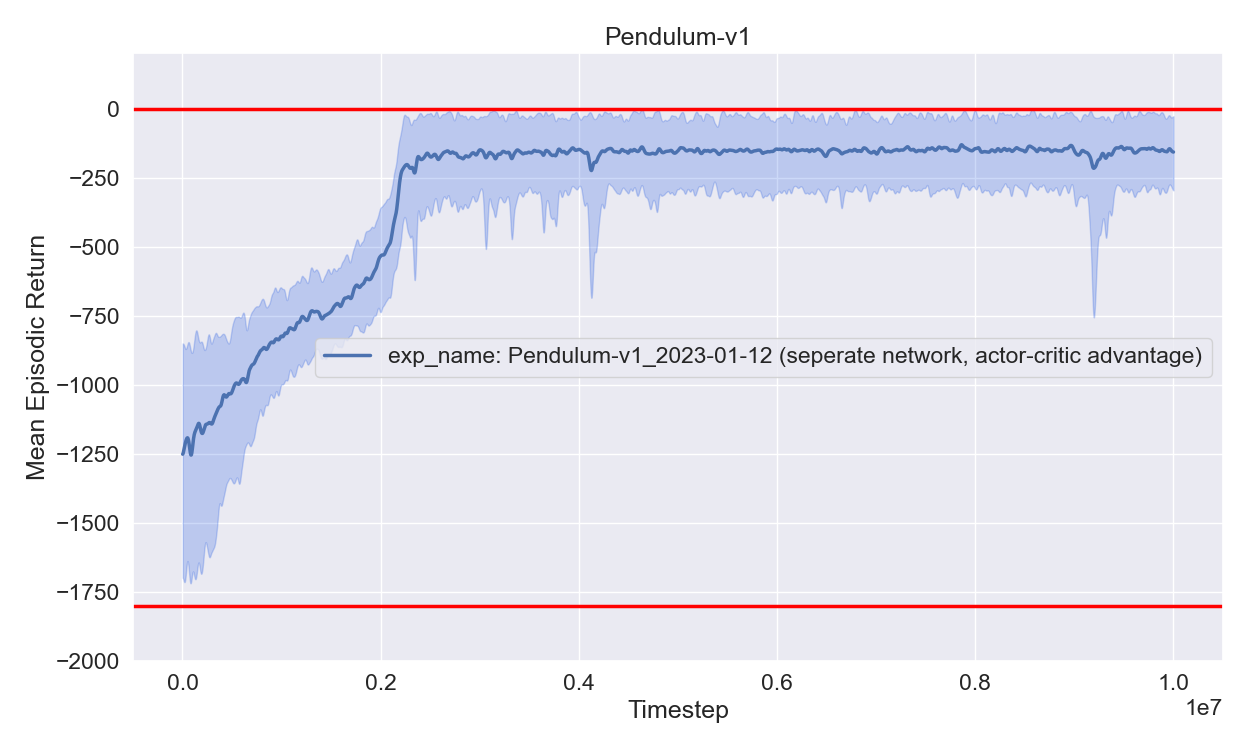 Pendulum-v1
Mean Episodic Return
0
−250
−500
−750
−1000
−1250
−1500
−1750
−2000
exp_name: Pendulum-v1_2023-01-12 (seperate network, actor-critic advantage)
0.0 0.2 0.4 0.6 0.8 1.0
1e7
Timestep